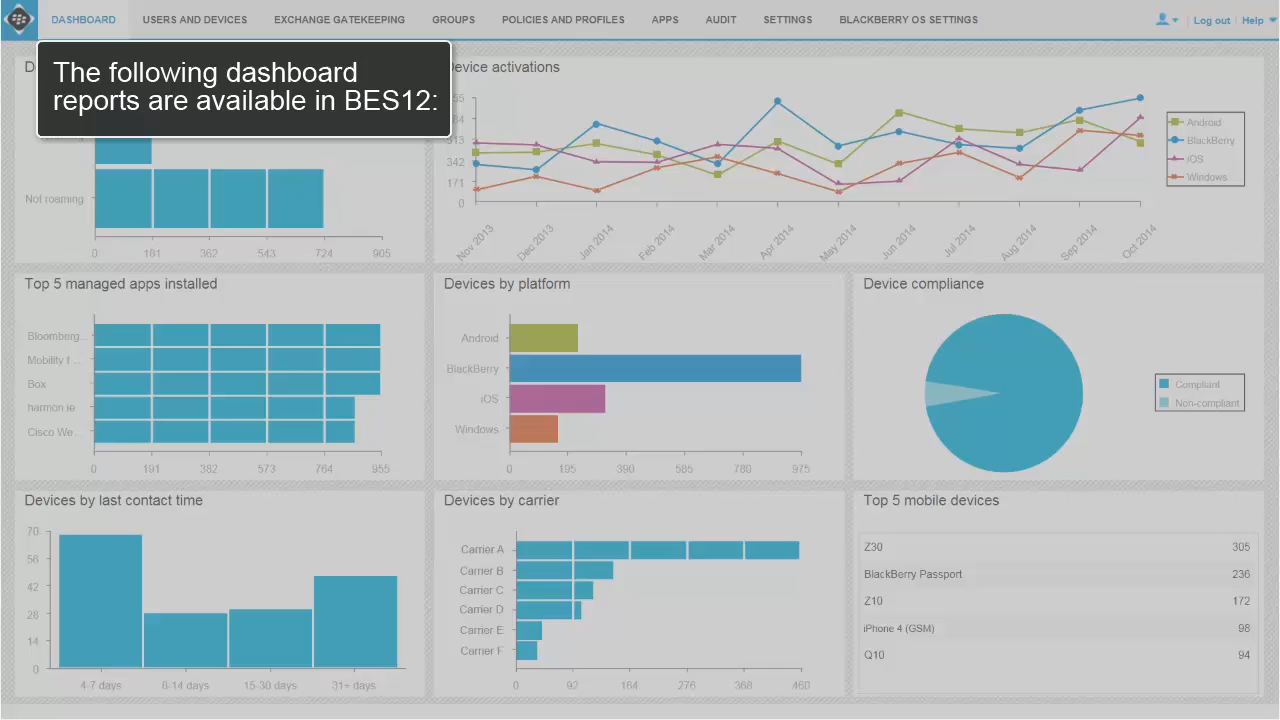 DASHBOARD USERS AND DEVICES EXCHANGE GATEKEEPING GROUPS POLICIES AND PROFILES APPS AUDIT SETTINGS BLACKBERRY OS SETTINGS Log out Help
The following dashboard
reports are available in BES12:
Not roaming
0 181 362 543 724 905
Device activations
513
342
171
0
Nov 2013 Dec 2013 Jan 2014 Feb 2014 Mar 2014 Apr 2014 May 2014 Jun 2014 Jul 2014 Aug 2014 Sep 2014 Oct 2014
Android
BlackBerry
iOS
Windows
Top 5 managed apps installed
Bloomberg...
Mobility f ...
Box
harmon ie
Cisco We...
0 191 382 573 764 955
Devices by platform
Android
BlackBerry
iOS
Windows
0 195 390 585 780 975
Device compliance
Compliant
Non-compliant
Devices by last contact time
70
56
42
28
14
0
4-7 days 8-14 days 15-30 days 31+ days
Devices by carrier
Carrier A
Carrier B
Carrier C
Carrier D
Carrier E
Carrier F
0 92 184 276 368 460
Top 5 mobile devices
Z30 305
BlackBerry Passport 236
Z10 172
iPhone 4 (GSM) 98
Q10 94